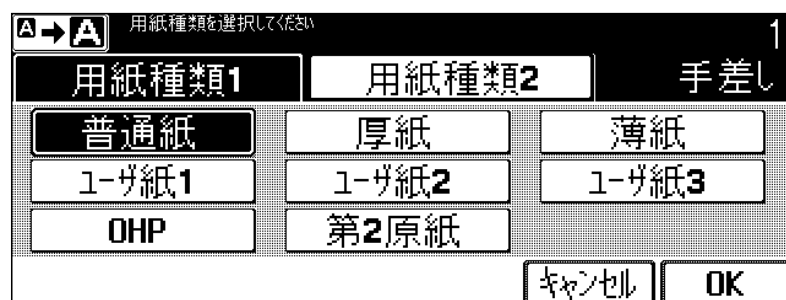 A→A 用紙種類を選択してください 1
用紙種類1 用紙種類2 手差し
普通紙 厚紙 薄紙
ユーザ紙1 ユーザ紙2 ユーザ紙3
OHP 第2原紙
キャンセル OK